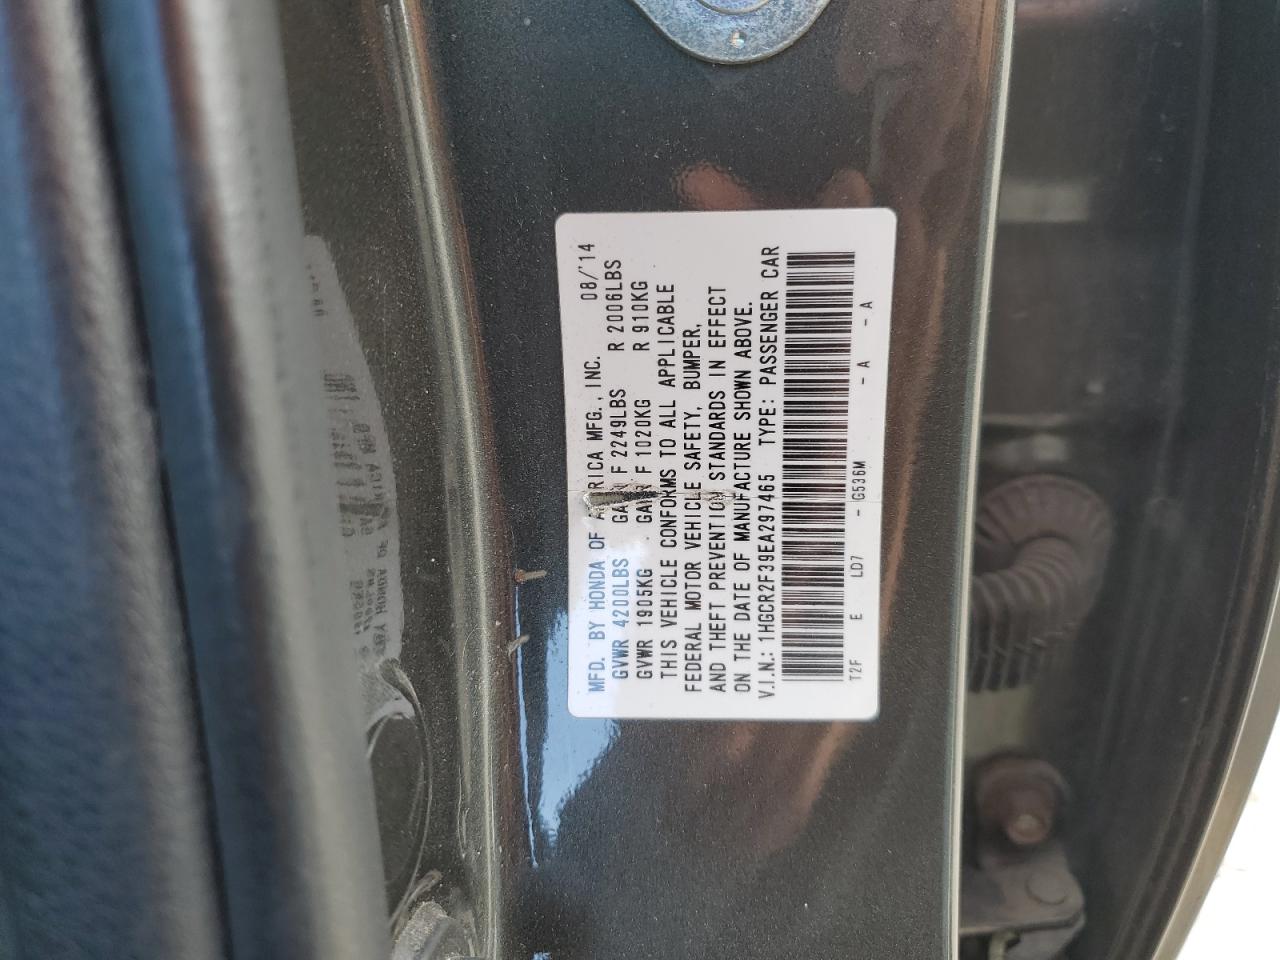 MFD. BY HONDA OF A RICA MFG., INC. 08/'14
GVWR 4200LBS GA F 2249LBS R 2006LBS
GVWR 1905KG GAWR F 1020KG R 910KG
THIS VEHICLE CONFORMS TO ALL APPLICABLE
FEDERAL MOTOR VEHICLE SAFETY, BUMPER,
AND THEFT PREVENTION STANDARDS IN EFFECT
ON THE DATE OF MANUFACTURE SHOWN ABOVE.
V.I.N.: 1HGCR2F39EA297465 TYPE: PASSENGER CAR
T2F E LD7 - G536M - A - A